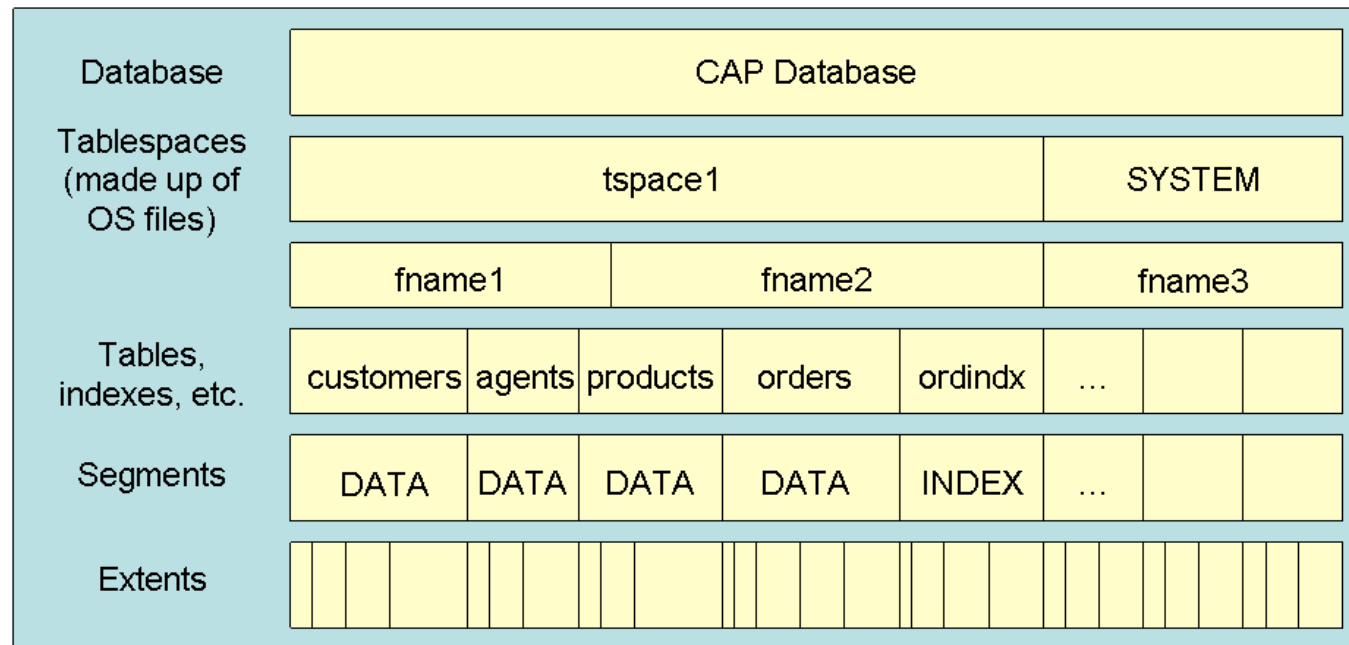 Database
CAP Database
Tablespaces
(made up of
OS files)
tspace1
SYSTEM
fname1
fname2
fname3
Tables,
indexes, etc.
customers
agents
products
orders
ordindx
...
Segments
DATA
DATA
DATA
DATA
INDEX
...
Extents